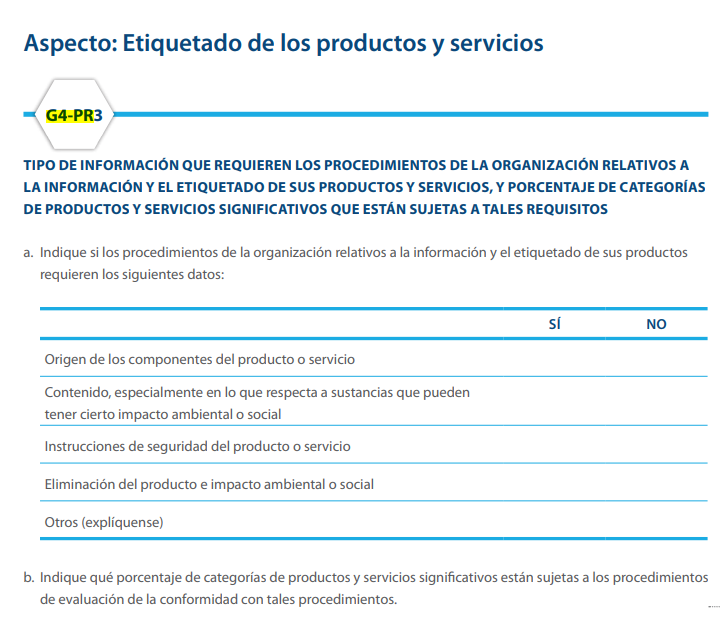 Aspecto: Etiquetado de los productos y servicios
G4-PR3
TIPO DE INFORMACIÓN QUE REQUIEREN LOS PROCEDIMIENTOS DE LA ORGANIZACIÓN RELATIVOS A
LA INFORMACIÓN Y EL ETIQUETADO DE SUS PRODUCTOS Y SERVICIOS, Y PORCENTAJE DE CATEGORÍAS
DE PRODUCTOS Y SERVICIOS SIGNIFICATIVOS QUE ESTÁN SUJETAS A TALES REQUISITOS
a. Indique si los procedimientos de la organización relativos a la información y el etiquetado de sus productos
requieren los siguientes datos:
SÍ NO
Origen de los componentes del producto o servicio
Contenido, especialmente en lo que respecta a sustancias que pueden
tener cierto impacto ambiental o social
Instrucciones de seguridad del producto o servicio
Eliminación del producto e impacto ambiental o social
Otros (explíquense)
b. Indique qué porcentaje de categorías de productos y servicios significativos están sujetas a los procedimientos
de evaluación de la conformidad con tales procedimientos.